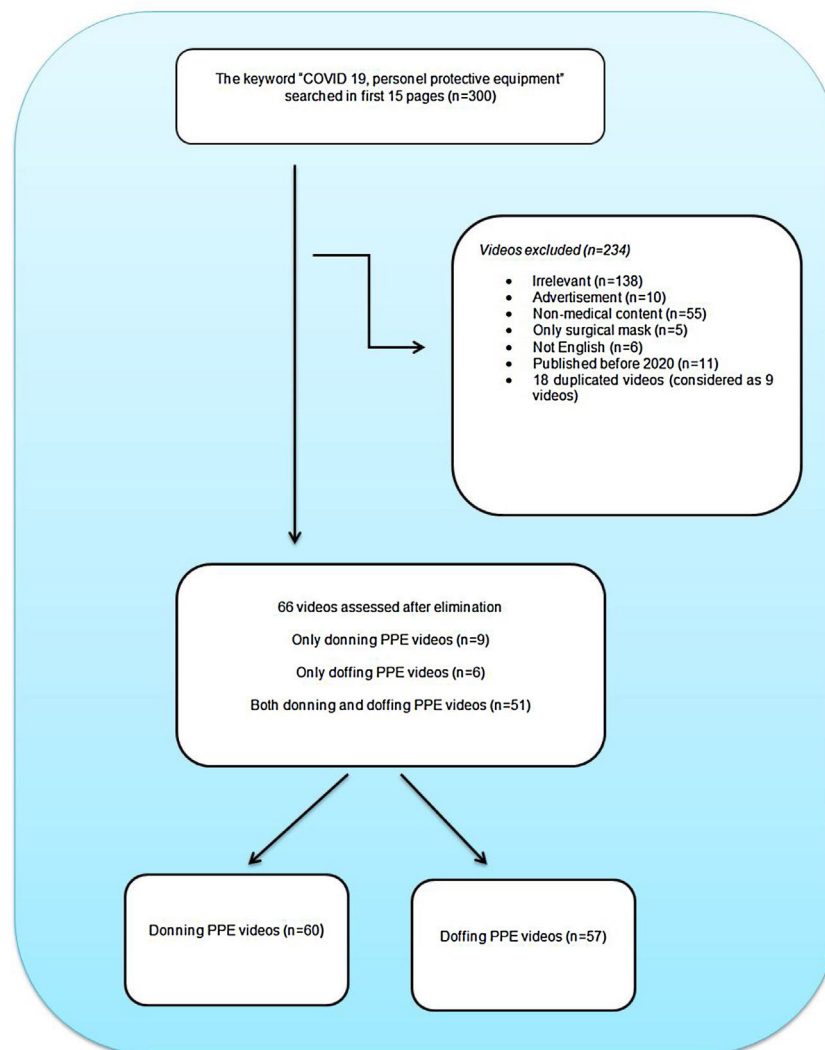 The keyword “COVID 19, personel protective equipment”
searched in first 15 pages (n=300)
Videos excluded (n=234)
• Irrelevant (n=138)
• Advertisement (n=10)
• Non-medical content (n=55)
• Only surgical mask (n=5)
• Not English (n=6)
• Published before 2020 (n=11)
• 18 duplicated videos (considered as 9
videos)
66 videos assessed after elimination
Only donning PPE videos (n=9)
Only doffing PPE videos (n=6)
Both donning and doffing PPE videos (n=51)
Donning PPE videos (n=60)
Doffing PPE videos (n=57)